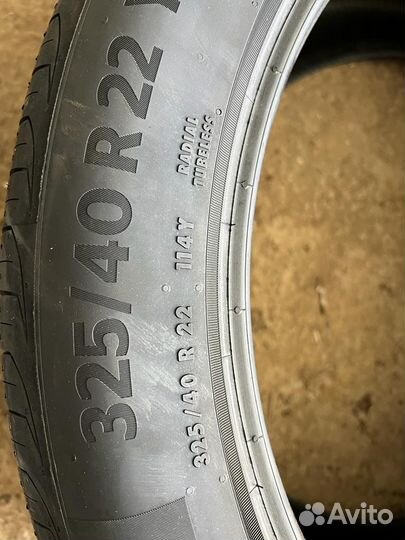 325/40 R 22 Y
325/40 R 22 114Y
RADIAL
TUBELESS
Avito